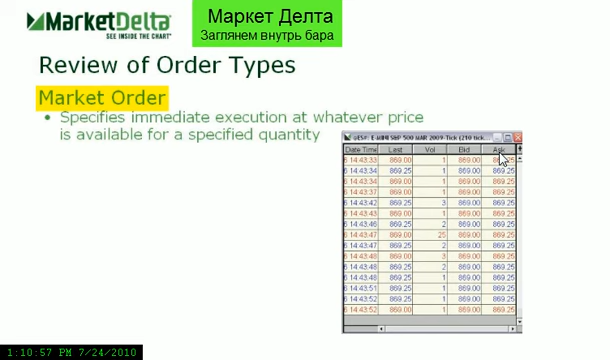 MarketDelta
SEE INSIDE THE CHART
Маркет Делта
Заглянем внутрь бара
Review of Order Types
Market Order
• Specifies immediate execution at whatever price
is available for a specified quantity
E-MINI S&P 500 MAR 2009-Tick (210 tick...
Date Time Last Vol Bid Ask
6 14:43:33 869.00 1 869.00 869.25
6 14:43:34 869.25 1 869.00 869.25
6 14:43:34 869.00 1 869.00 869.25
6 14:43:37 869.00 1 869.00 869.25
6 14:43:42 869.25 3 869.00 869.25
6 14:43:43 869.00 1 869.00 869.25
6 14:43:46 869.25 2 869.00 869.25
6 14:43:47 869.00 25 869.00 869.25
6 14:43:47 869.25 2 869.00 869.25
6 14:43:48 869.00 3 869.00 869.25
6 14:43:48 869.25 2 869.00 869.25
6 14:43:48 869.25 1 869.00 869.25
6 14:43:51 869.25 1 869.00 869.25
6 14:43:52 869.25 1 869.00 869.25
6 14:43:52 869.00 1 869.00 869.25
1:10:57 PM 7/24/2010